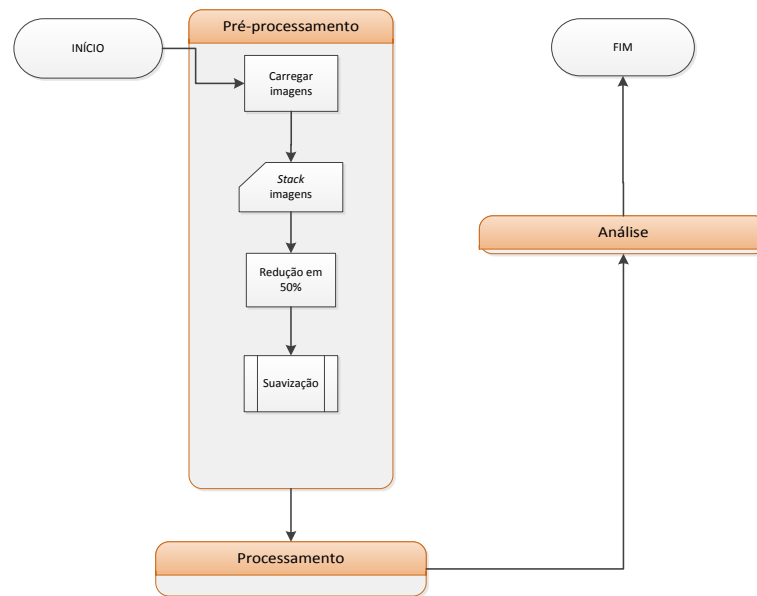 INÍCIO
Pré-processamento
Carregar
imagens
Stack
imagens
Redução em
50%
Suavização
Processamento
Análise
FIM